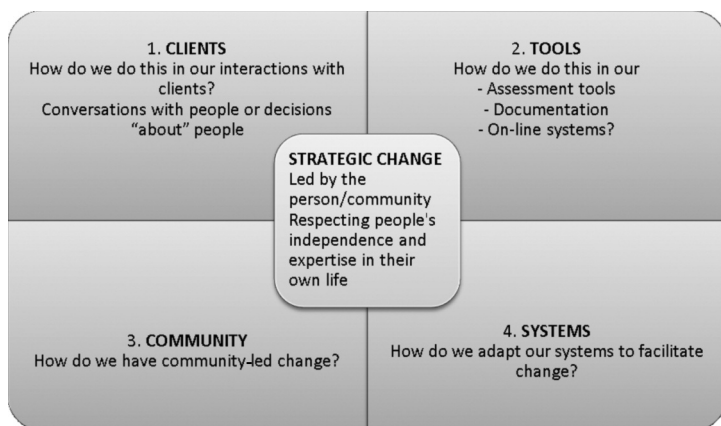 1. CLIENTS
How do we do this in our interactions with
clients?
Conversations with people or decisions
“about” people
2. TOOLS
How do we do this in our
- Assessment tools
- Documentation
- On-line systems?
STRATEGIC CHANGE
Led by the
person/community
Respecting people's
independence and
expertise in their
own life
3. COMMUNITY
How do we have community-led change?
4. SYSTEMS
How do we adapt our systems to facilitate
change?